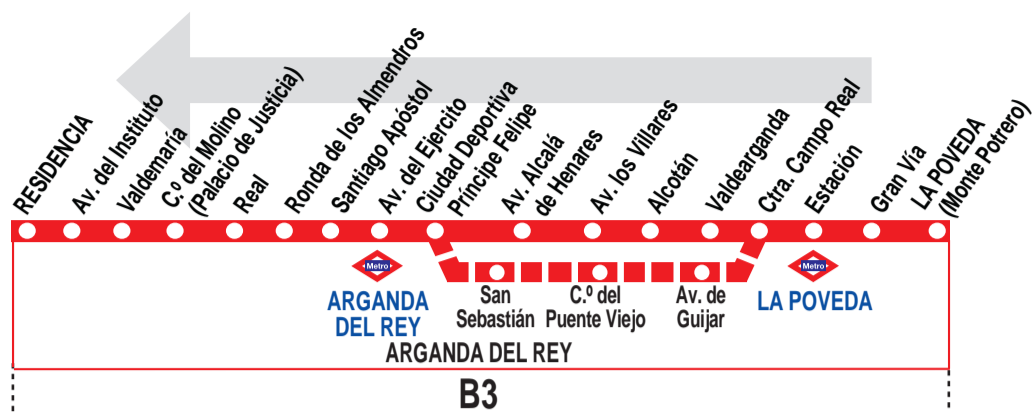 RESIDENCIA
Av. del Instituto
Valdemaría
C.º del Molino
(Palacio de Justicia)
Real
Ronda de los Almendros
Santiago Apóstol
Av. del Ejercito
Ciudad Deportiva
Príncipe Felipe
Av. Alcalá
de Henares
Av. los Villares
Alcotán
Valdearganda
Ctra. Campo Real
Estación
Gran Vía
LA POVEDA
(Monte Potrero)
Metro
ARGANDA
DEL REY
San
Sebastián
C.º del
Puente Viejo
Av. de
Guijar
Metro
LA POVEDA
ARGANDA DEL REY
B3